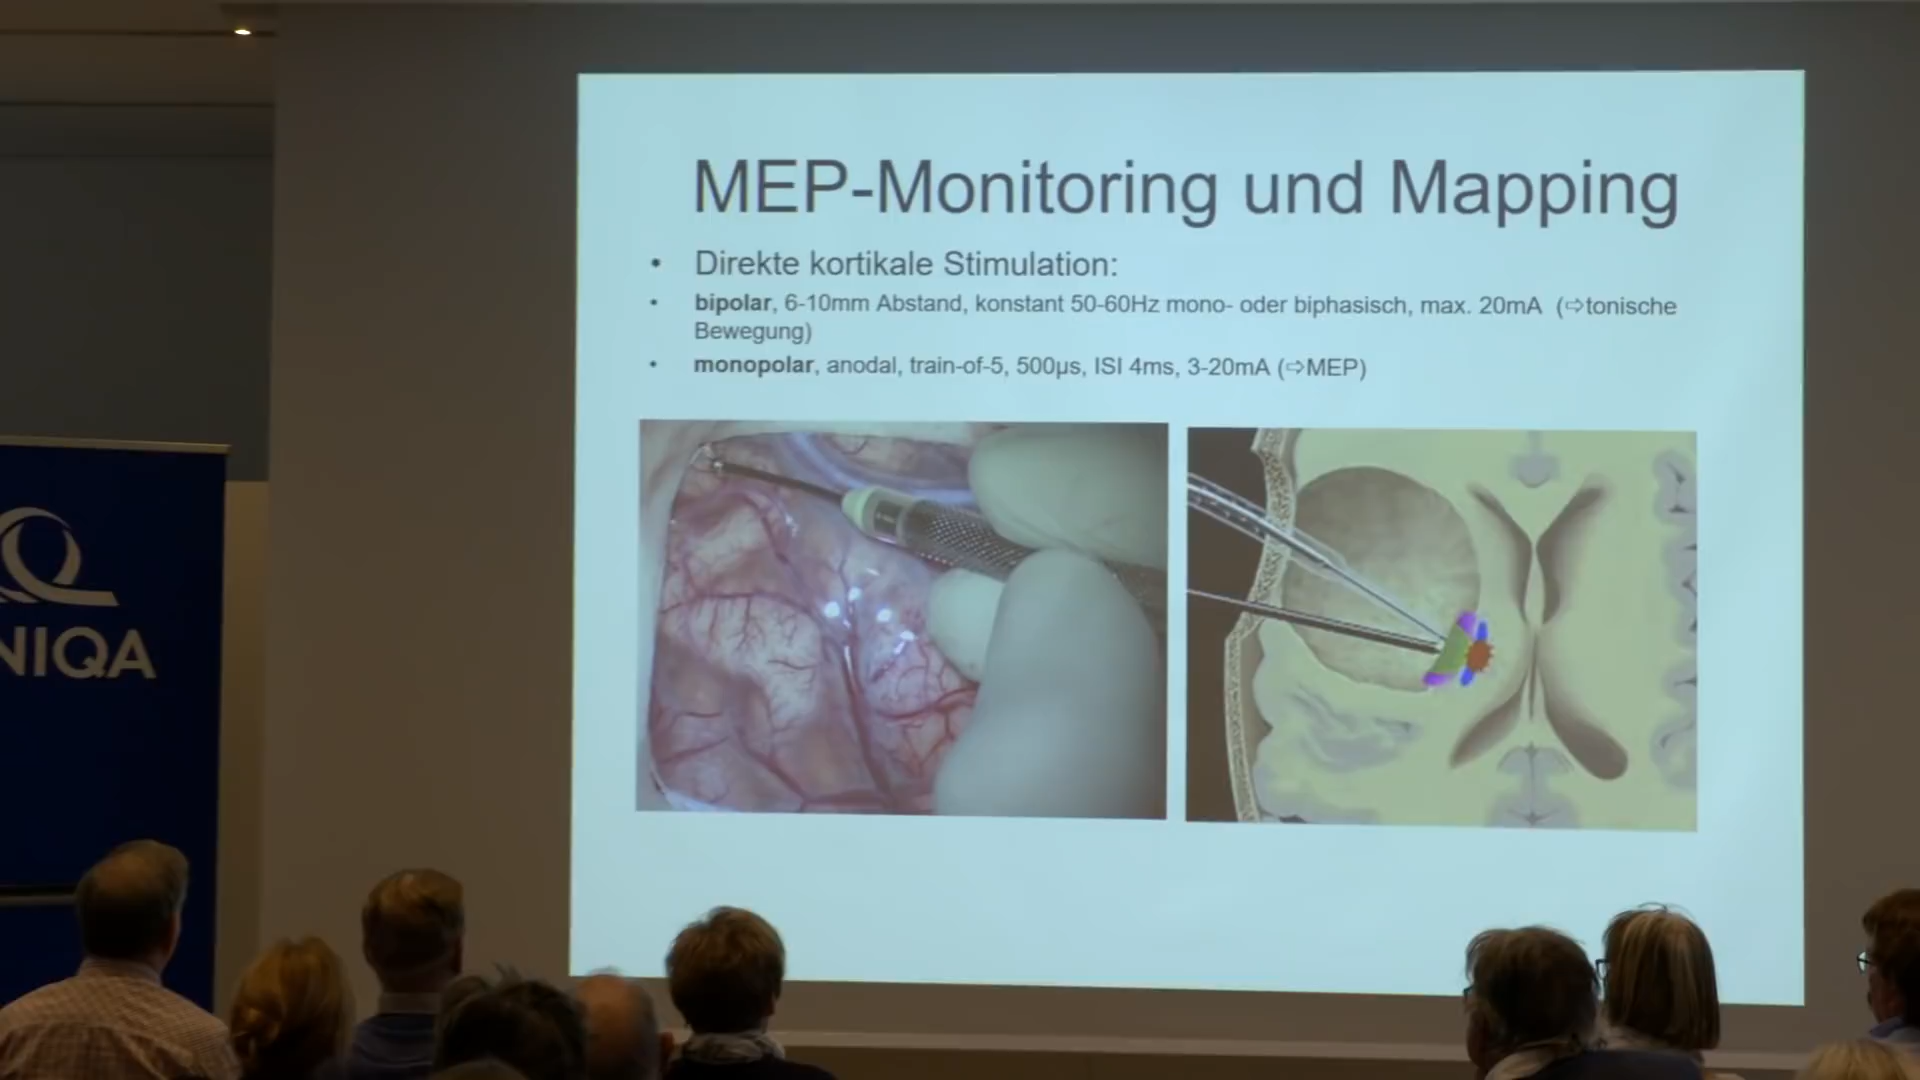 MEP-Monitoring und Mapping
• Direkte kortikale Stimulation:
• bipolar, 6-10mm Abstand, konstant 50-60Hz mono- oder biphasisch, max. 20mA (⇨tonische
Bewegung)
• monopolar, anodal, train-of-5, 500µs, ISI 4ms, 3-20mA (⇨MEP)
NIQA